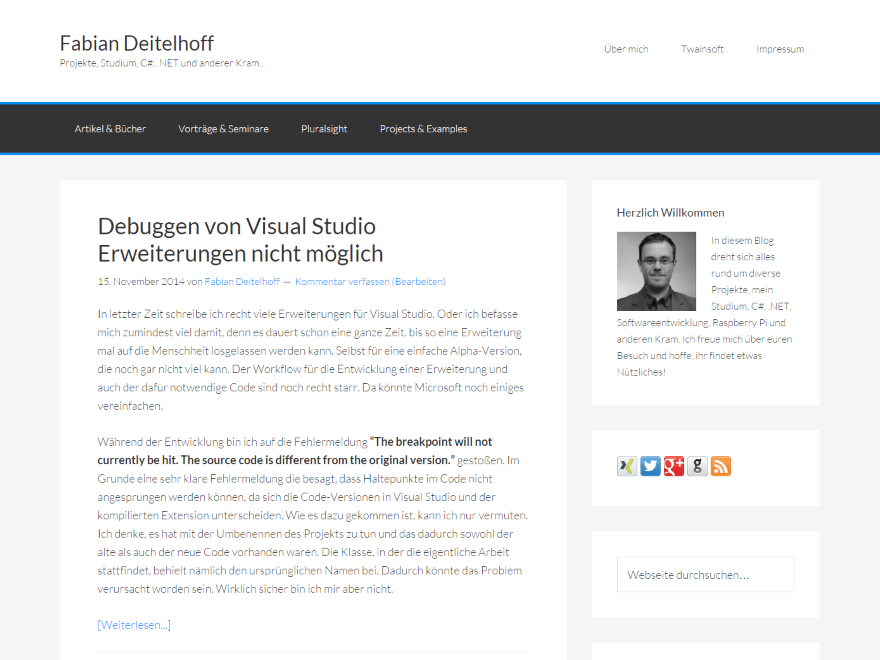 Fabian Deitelhoff
Projekte, Studium, C#, .NET und anderer Kram...
Über mich
Twainsoft
Impressum
Artikel & Bücher
Vorträge & Seminare
Pluralsight
Projects & Examples
Debuggen von Visual Studio
Erweiterungen nicht möglich
15. November 2014 von Fabian Deitelhoff — Kommentar verfassen (Bearbeiten)
In letzter Zeit schreibe ich recht viele Erweiterungen für Visual Studio. Oder ich befasse
mich zumindest viel damit, denn es dauert schon eine ganze Zeit, bis so eine Erweiterung
mal auf die Menschheit losgelassen werden kann. Selbst für eine einfache Alpha-Version,
die noch gar nicht viel kann. Der Workflow für die Entwicklung einer Erweiterung und
auch der dafür notwendige Code sind noch recht starr. Da könnte Microsoft noch einiges
vereinfachen.
Während der Entwicklung bin ich auf die Fehlermeldung “The breakpoint will not
currently be hit. The source code is different from the original version.” gestoßen. Im
Grunde eine sehr klare Fehlermeldung die besagt, dass Haltepunkte im Code nicht
angesprungen werden können, da sich die Code-Versionen in Visual Studio und der
kompilierten Extension unterscheiden. Wie es dazu gekommen ist, kann ich nur vermuten.
Ich denke, es hat mit der Umbenennen des Projekts zu tun und das dadurch sowohl der
alte als auch der neue Code vorhanden waren. Die Klasse, in der die eigentliche Arbeit
stattfindet, behielt nämlich den ursprünglichen Namen bei. Dadurch könnte das Problem
verursacht worden sein. Wirklich sicher bin ich mir aber nicht.
[Weiterlesen...]
Herzlich Willkommen
In diesem Blog
dreht sich alles
rund um diverse
Projekte, mein
Studium, C#, .NET,
Softwareentwicklung, Raspberry Pi und
anderen Kram. Ich freue mich über euren
Besuch und hoffe, ihr findet etwas
Nützliches!
g+
g
Webseite durchsuchen…